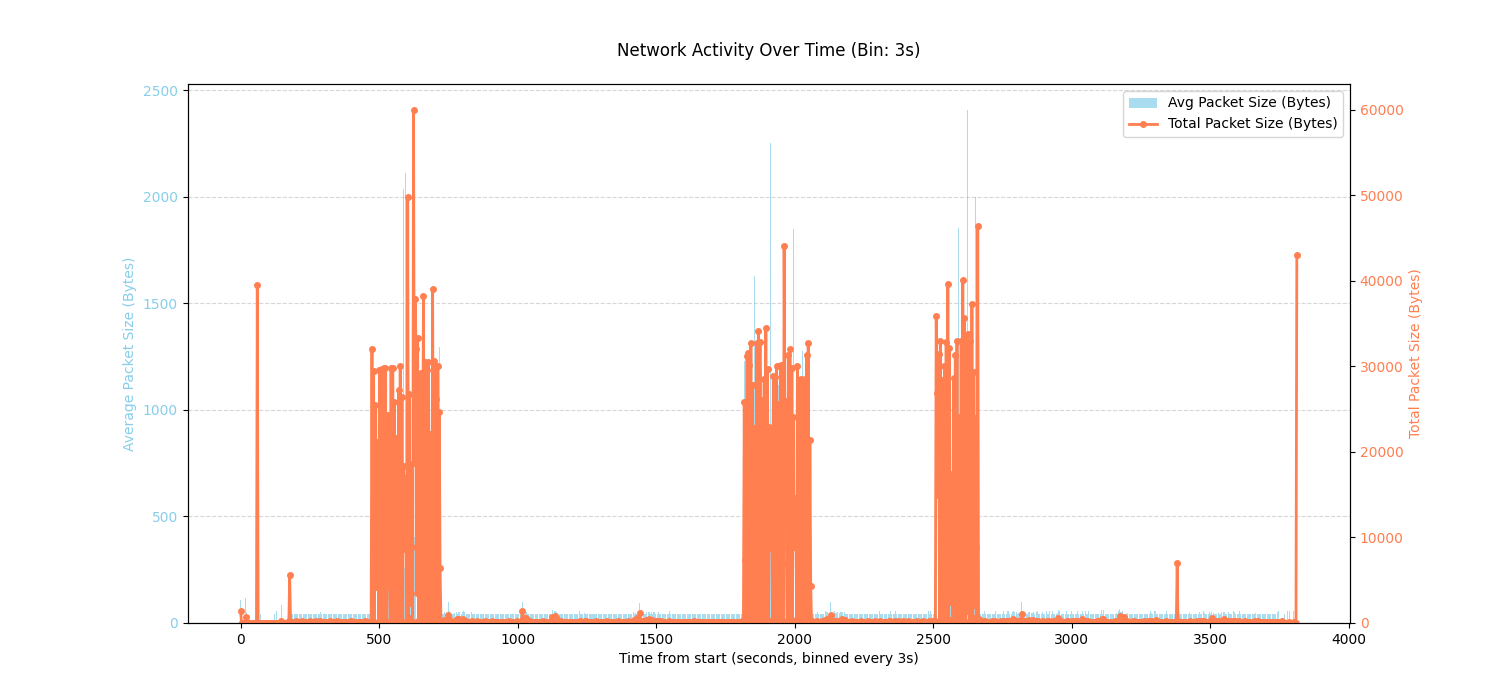 Network Activity Over Time (Bin: 3s)
Avg Packet Size (Bytes)
Total Packet Size (Bytes)
Average Packet Size (Bytes)
2500
2000
1500
1000
500
0
Total Packet Size (Bytes)
60000
50000
40000
30000
20000
10000
0
0 500 1000 1500 2000 2500 3000 3500 4000
Time from start (seconds, binned every 3s)